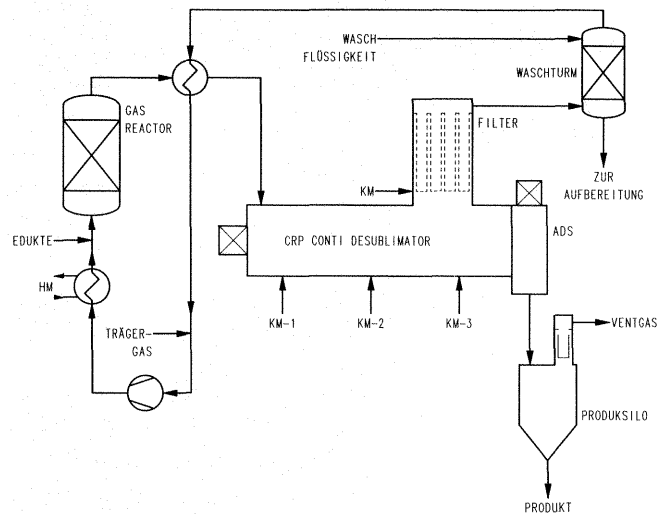 WASCH
FLÜSSIGKEIT
WASCHTURM
GAS
REACTOR
FILTER
ZUR
AUFBEREITUNG
KM
EDUKTE
CRP CONTI DESUBLIMATOR
ADS
HM
KM-1
KM-2
KM-3
TRÄGER-
GAS
VENTGAS
PRODUKSILO
PRODUKT